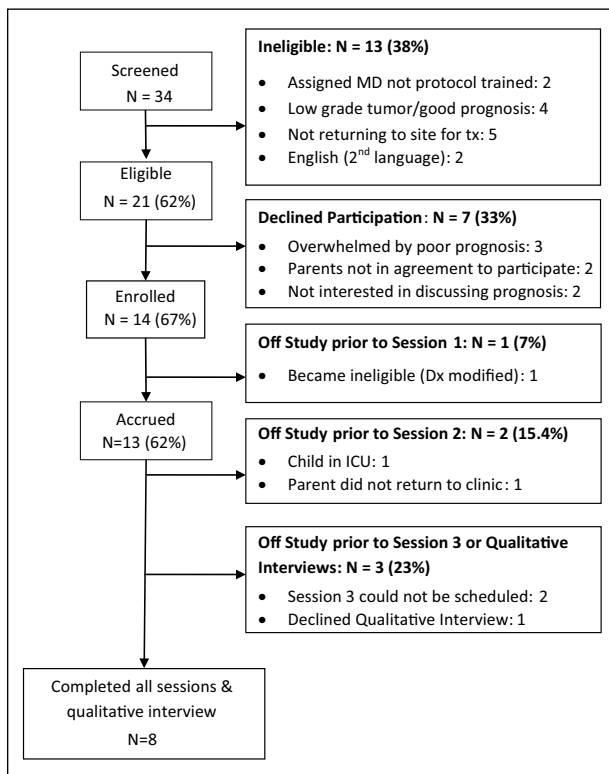 Screened
N = 34
Ineligible: N = 13 (38%)
• Assigned MD not protocol trained: 2
• Low grade tumor/good prognosis: 4
• Not returning to site for tx: 5
• English (2nd language): 2
Eligible
N = 21 (62%)
Declined Participation: N = 7 (33%)
• Overwhelmed by poor prognosis: 3
• Parents not in agreement to participate: 2
• Not interested in discussing prognosis: 2
Enrolled
N = 14 (67%)
Off Study prior to Session 1: N = 1 (7%)
• Became ineligible (Dx modified): 1
Accrued
N=13 (62%)
Off Study prior to Session 2: N = 2 (15.4%)
• Child in ICU: 1
• Parent did not return to clinic: 1
Off Study prior to Session 3 or Qualitative
Interviews: N = 3 (23%)
• Session 3 could not be scheduled: 2
• Declined Qualitative Interview: 1
Completed all sessions &
qualitative interview
N=8